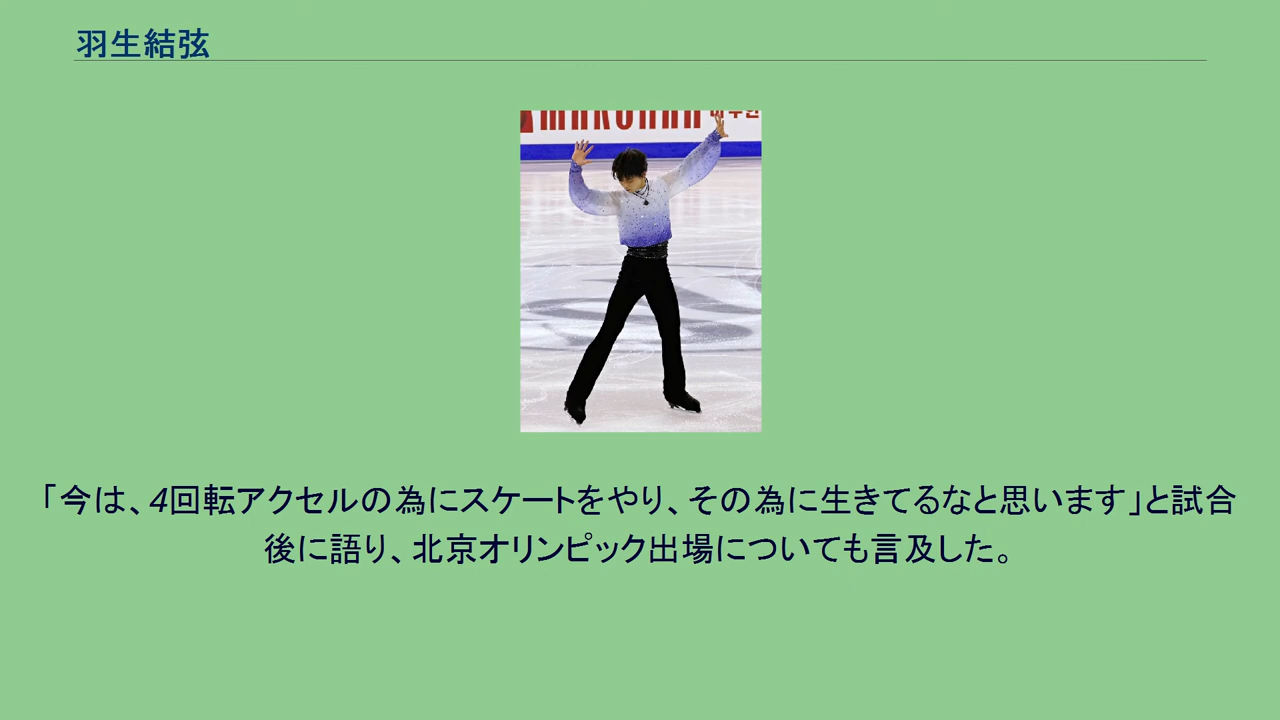 羽生結弦
「今は、4回転アクセルの為にスケートをやり、その為に生きてるなと思います」と試合
後に語り、北京オリンピック出場についても言及した。